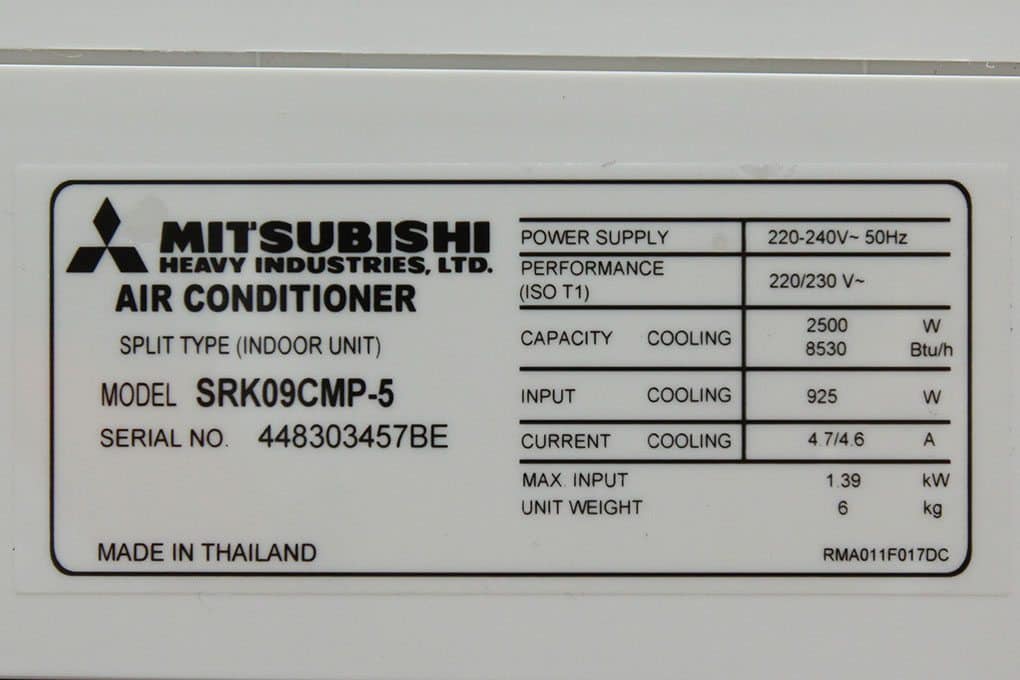 MITSUBISHI
HEAVY INDUSTRIES, LTD.
AIR CONDITIONER
SPLIT TYPE (INDOOR UNIT)
MODEL SRK09CMP-5
SERIAL NO. 448303457BE
MADE IN THAILAND
POWER SUPPLY 220-240V~ 50Hz
PERFORMANCE
(ISO T1) 220/230 V~
CAPACITY COOLING 2500 W
8530 Btu/h
INPUT COOLING 925 W
CURRENT COOLING 4.7/4.6 A
MAX. INPUT 1.39 kW
UNIT WEIGHT 6 kg
RMA011F017DC